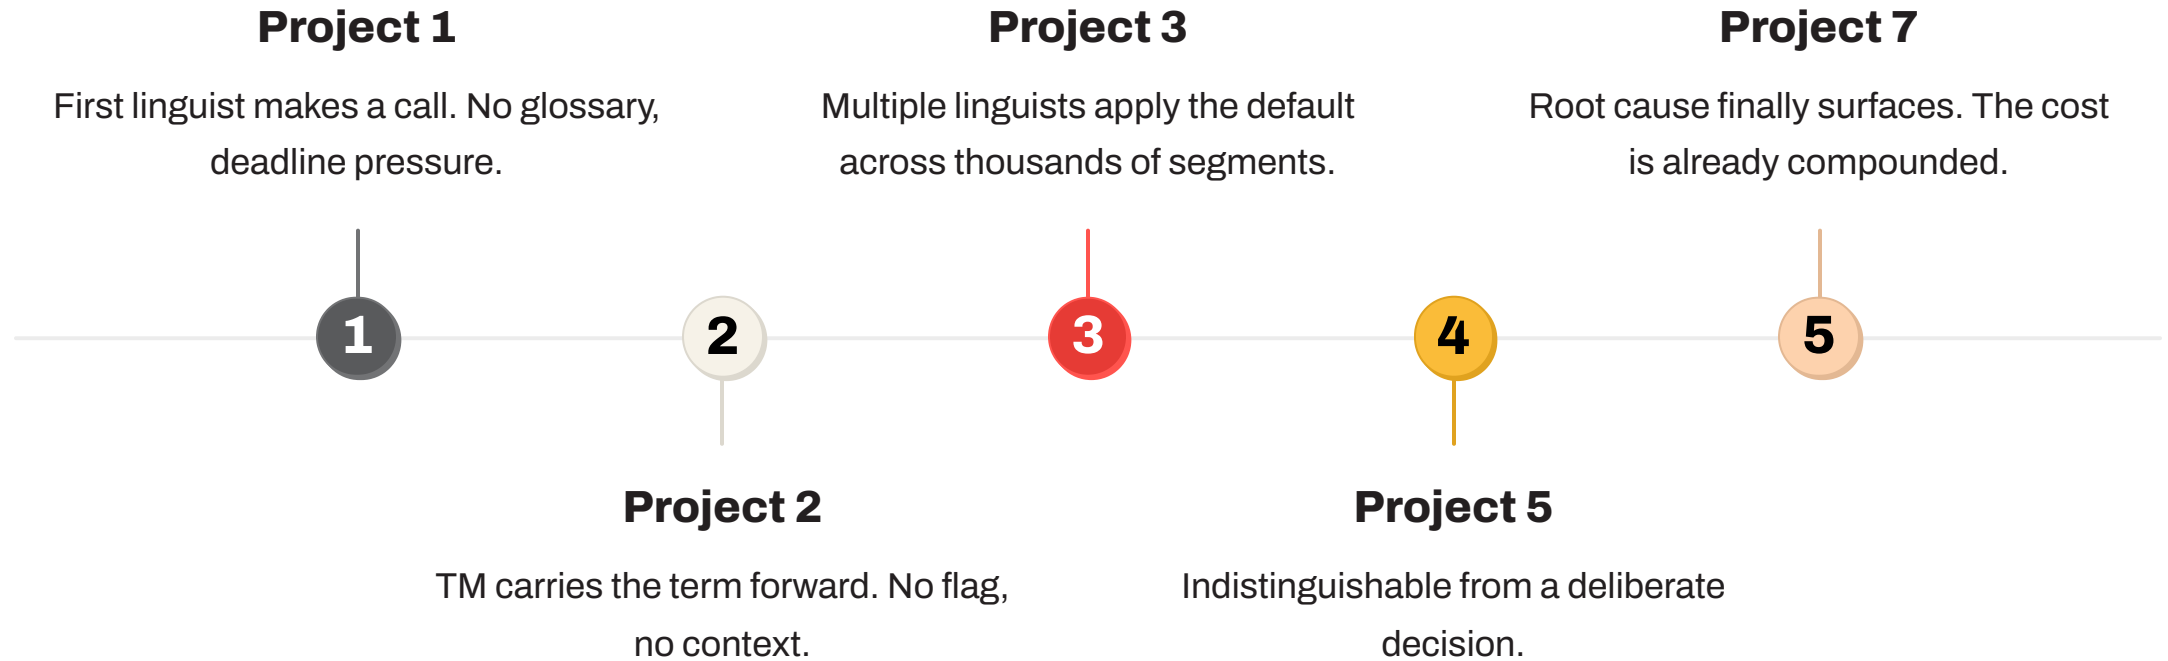 Project 1
First linguist makes a call. No glossary,
deadline pressure.
Project 3
Multiple linguists apply the default
across thousands of segments.
Project 7
Root cause finally surfaces. The cost
is already compounded.
1
2
3
4
5
Project 2
TM carries the term forward. No flag,
no context.
Project 5
Indistinguishable from a deliberate
decision.